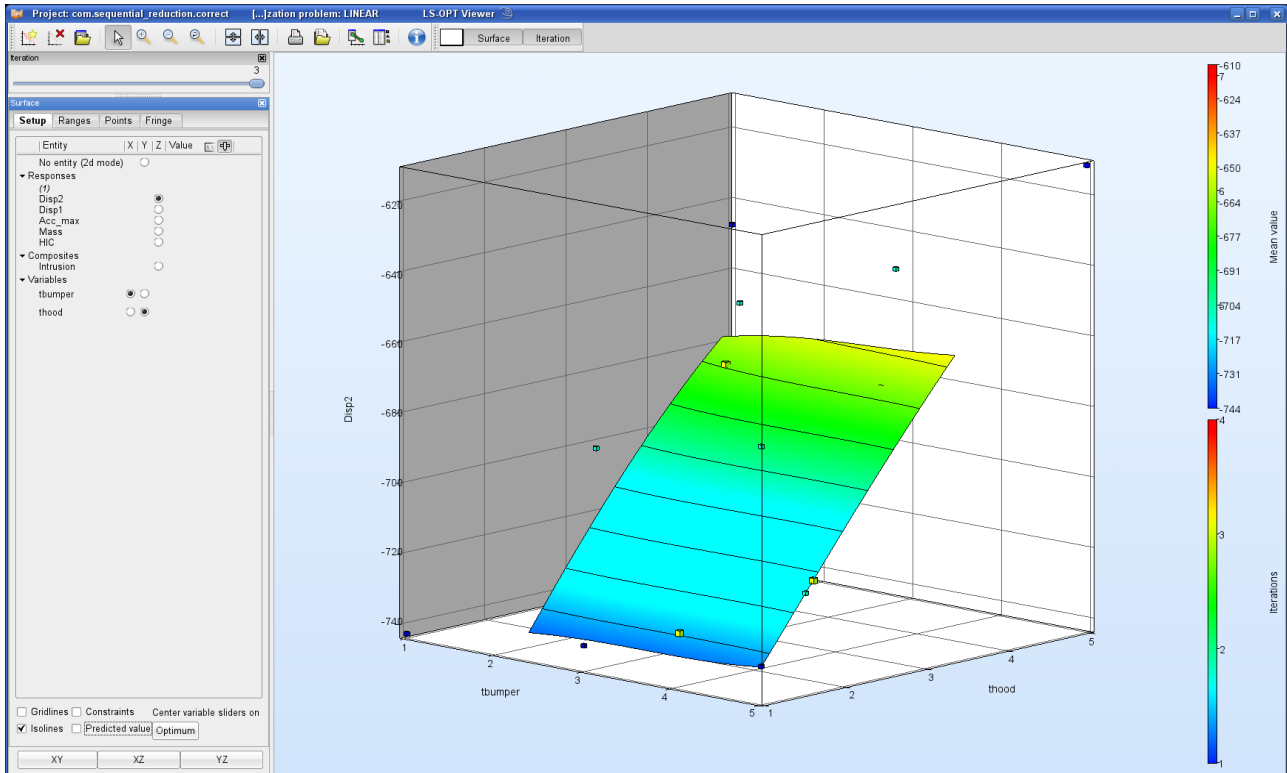 Project: com.sequential_reduction.correct [...]zation problem: LINEAR LS-OPT Viewer
Surface Iteration
Iteration
3
Surface
Setup Ranges Points Fringe
Entity X Y Z Value
No entity (2d mode)
Responses
(1)
Disp2
Disp1
Acc_max
Mass
HIC
Composites
Intrusion
Variables
tbumper
thood
Gridlines Constraints Center variable sliders on
Isolines Predicted value Optimum
XY XZ YZ
Disp2
-620
-640
-660
-680
-700
-720
-740
1
2
3
4
5
tbumper
1
2
3
4
5
thood
-610
7
-624
-637
-650
6
-664
-677
-691
5704
-717
-731
-744
Mean value
4
3
2
1
Iterations